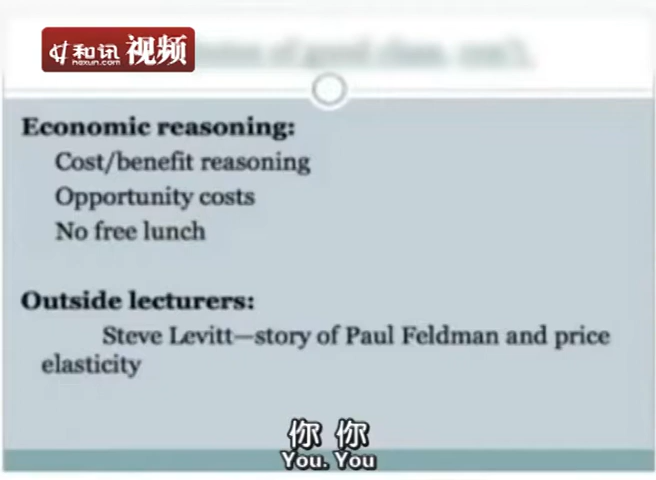 和讯 视频
hexun.com
Economic reasoning:
Cost/benefit reasoning
Opportunity costs
No free lunch
Outside lecturers:
Steve Levitt—story of Paul Feldman and price
elasticity
你 你
You. You